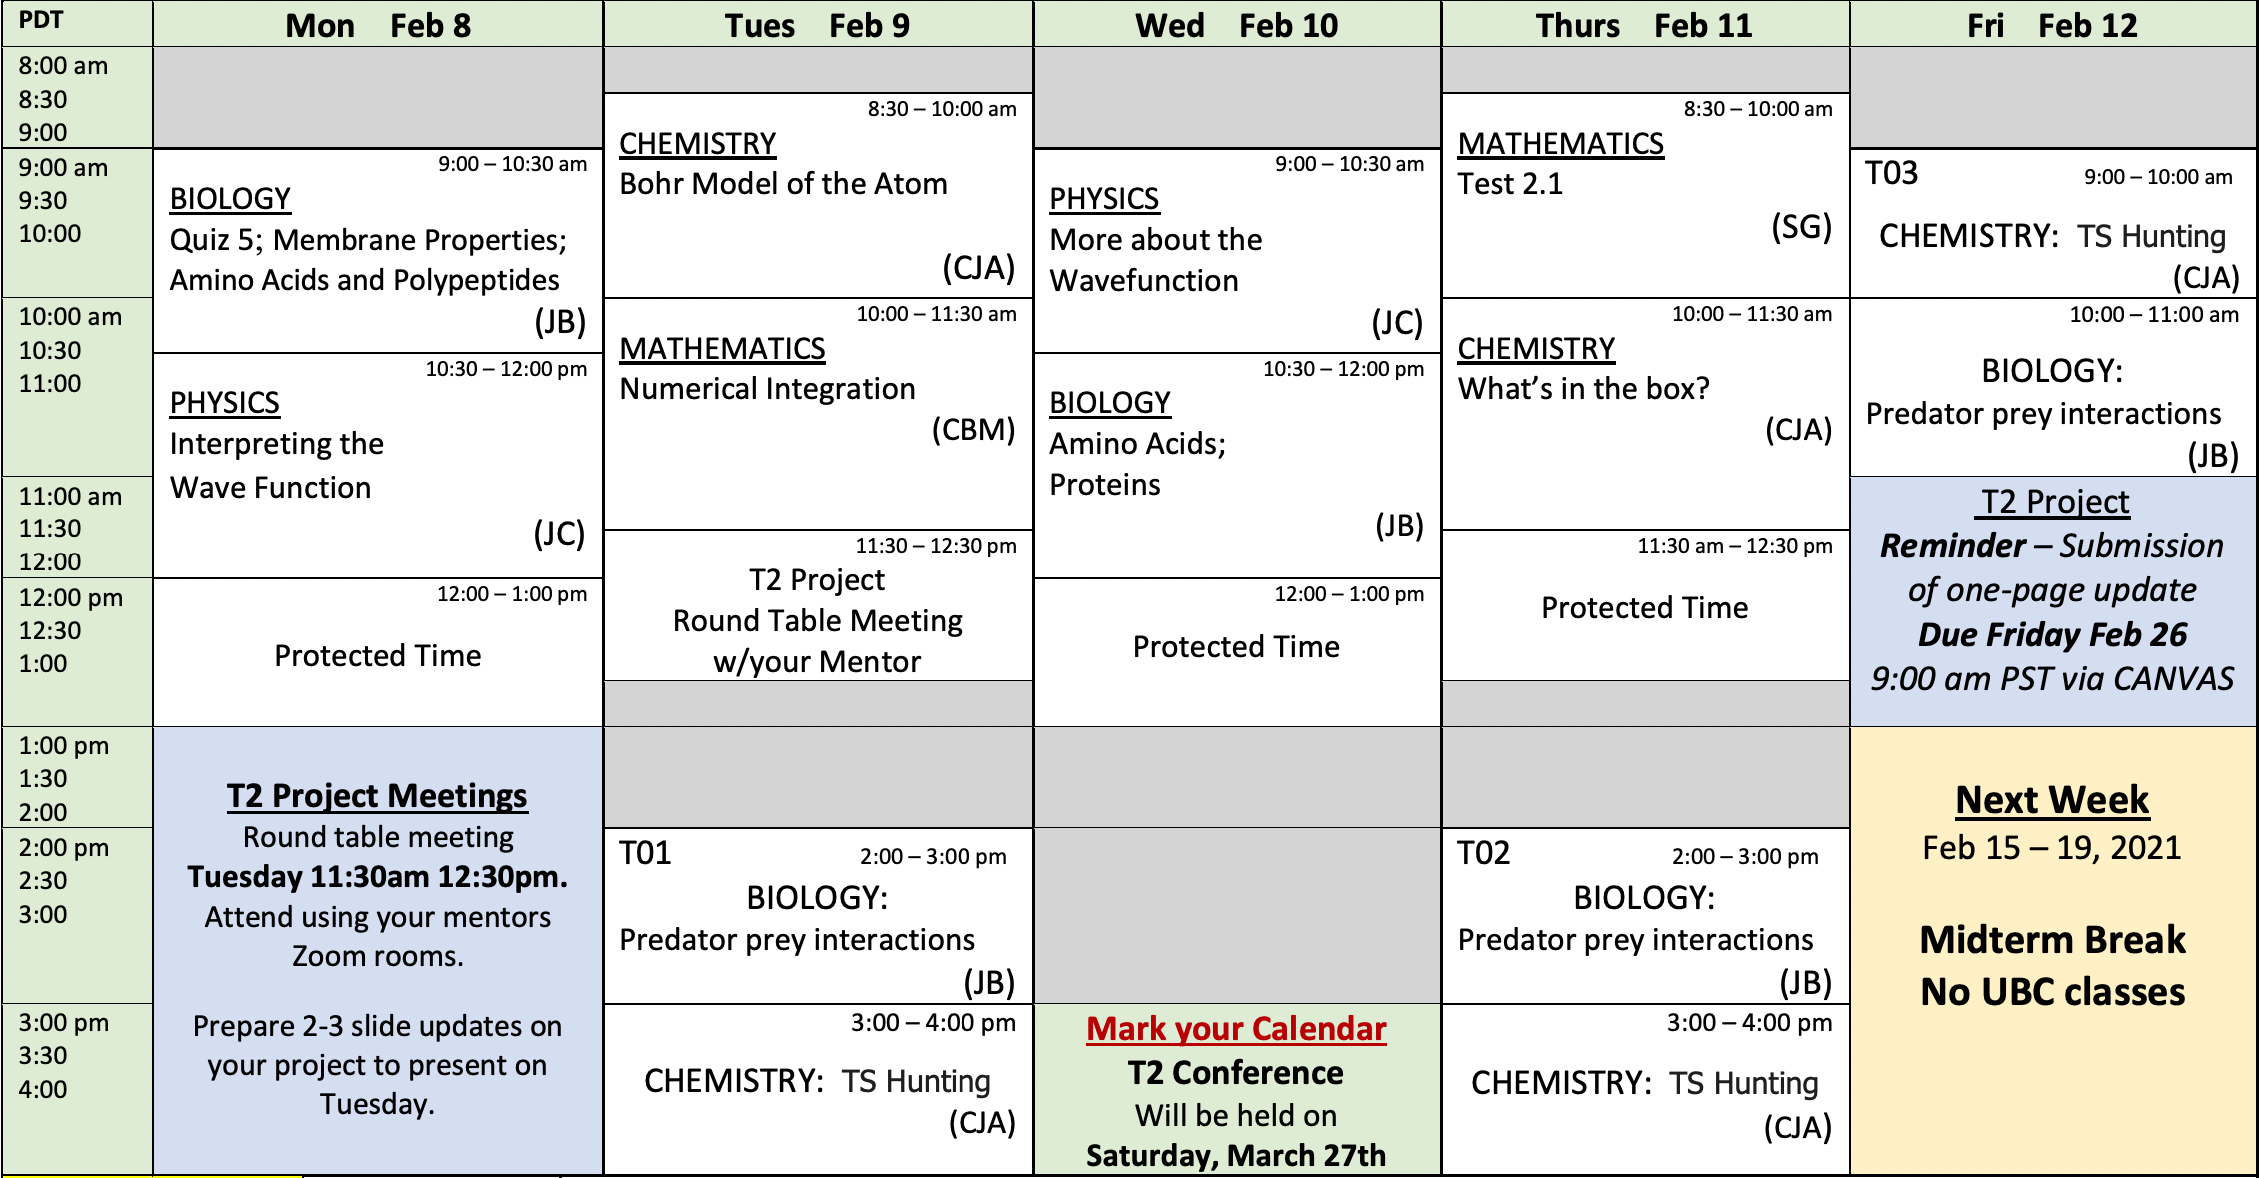 PDT
Mon Feb 8
Tues Feb 9
Wed Feb 10
Thurs Feb 11
Fri Feb 12
8:00 am
8:30
9:00
9:00 am
9:30
10:00
10:00 am
10:30
11:00
11:00 am
11:30
12:00
12:00 pm
12:30
1:00
1:00 pm
1:30
2:00
2:00 pm
2:30
3:00
3:00 pm
3:30
4:00
9:00 – 10:30 am
BIOLOGY
Quiz 5; Membrane Properties;
Amino Acids and Polypeptides
(JB)
10:30 – 12:00 pm
PHYSICS
Interpreting the
Wave Function
(JC)
12:00 – 1:00 pm
Protected Time
T2 Project Meetings
Round table meeting
Tuesday 11:30am 12:30pm.
Attend using your mentors
Zoom rooms.
Prepare 2-3 slide updates on
your project to present on
Tuesday.
8:30 – 10:00 am
CHEMISTRY
Bohr Model of the Atom
(CJA)
10:00 – 11:30 am
MATHEMATICS
Numerical Integration
(CBM)
11:30 – 12:30 pm
T2 Project
Round Table Meeting
w/your Mentor
T01 2:00 – 3:00 pm
BIOLOGY:
Predator prey interactions
(JB)
3:00 – 4:00 pm
CHEMISTRY: TS Hunting
(CJA)
9:00 – 10:30 am
PHYSICS
More about the
Wavefunction
(JC)
10:30 – 12:00 pm
BIOLOGY
Amino Acids;
Proteins
(JB)
12:00 – 1:00 pm
Protected Time
Mark your Calendar
T2 Conference
Will be held on
Saturday, March 27th
8:30 – 10:00 am
MATHEMATICS
Test 2.1
(SG)
10:00 – 11:30 am
CHEMISTRY
What's in the box?
(CJA)
11:30 am – 12:30 pm
Protected Time
T02 2:00 – 3:00 pm
BIOLOGY:
Predator prey interactions
(JB)
3:00 – 4:00 pm
CHEMISTRY: TS Hunting
(CJA)
T03 9:00 – 10:00 am
CHEMISTRY: TS Hunting
(CJA)
10:00 – 11:00 am
BIOLOGY:
Predator prey interactions
(JB)
T2 Project
Reminder – Submission
of one-page update
Due Friday Feb 26
9:00 am PST via CANVAS
Next Week
Feb 15 – 19, 2021
Midterm Break
No UBC classes